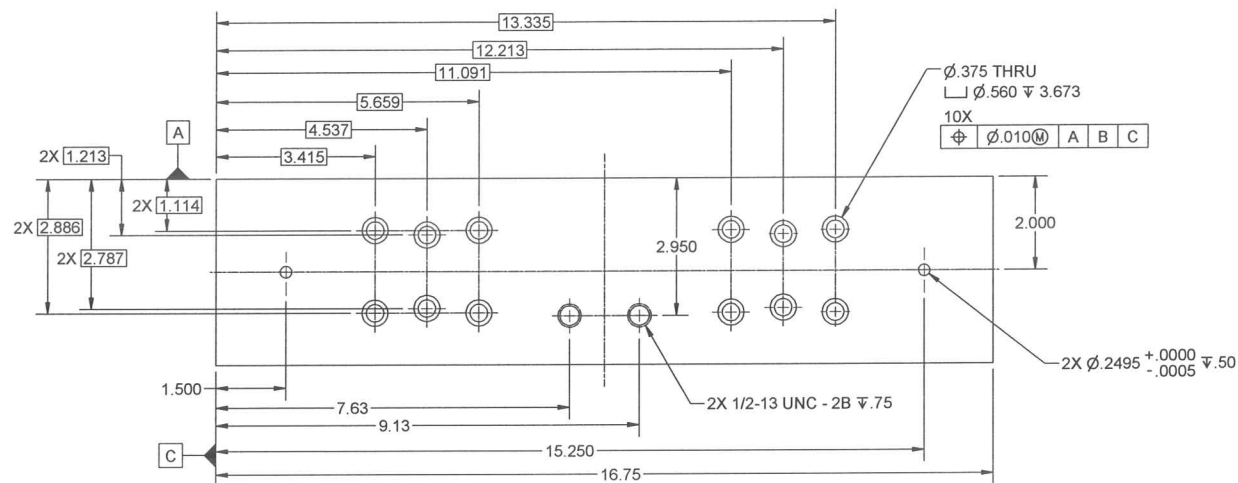 13.335
12.213
11.091
5.659
4.537
3.415
Ø.375 THRU
⌴ Ø.560 ↧ 3.673
10X
⌖ Ø.010Ⓜ A B C
A
2X 1.213
2X 1.114
2X 2.886
2X 2.787
2.950
2.000
1.500
2X Ø.2495 +.0000 -.0005 ↧.50
7.63
2X 1/2-13 UNC - 2B ↧.75
9.13
C
15.250
16.75